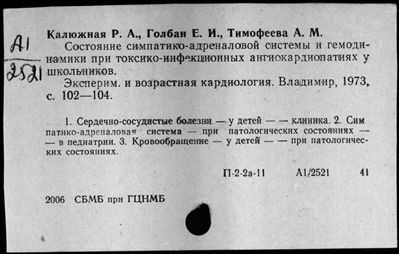 Калюжная Р. А., Голбан Е. И., Тимофеева А. М.
А1
2521
Состояние симпатико-адреналовой системы и гемоди-
намики при токсико-инфекционных ангиокардиопатиях у
школьников.
Эксперим. и возрастная кардиология. Владимир, 1973,
с. 102—104.
1. Сердечно-сосудистые болезни — у детей — — клиника. 2. Сим
патико-адреналовая система — при патологических состояниях —
— в педиатрии. 3. Кровообращение — у детей — — при патологичес-
ких состояниях.
П-2-2а-11 А1/2521 41
2006 СБМБ при ГЦНМБ